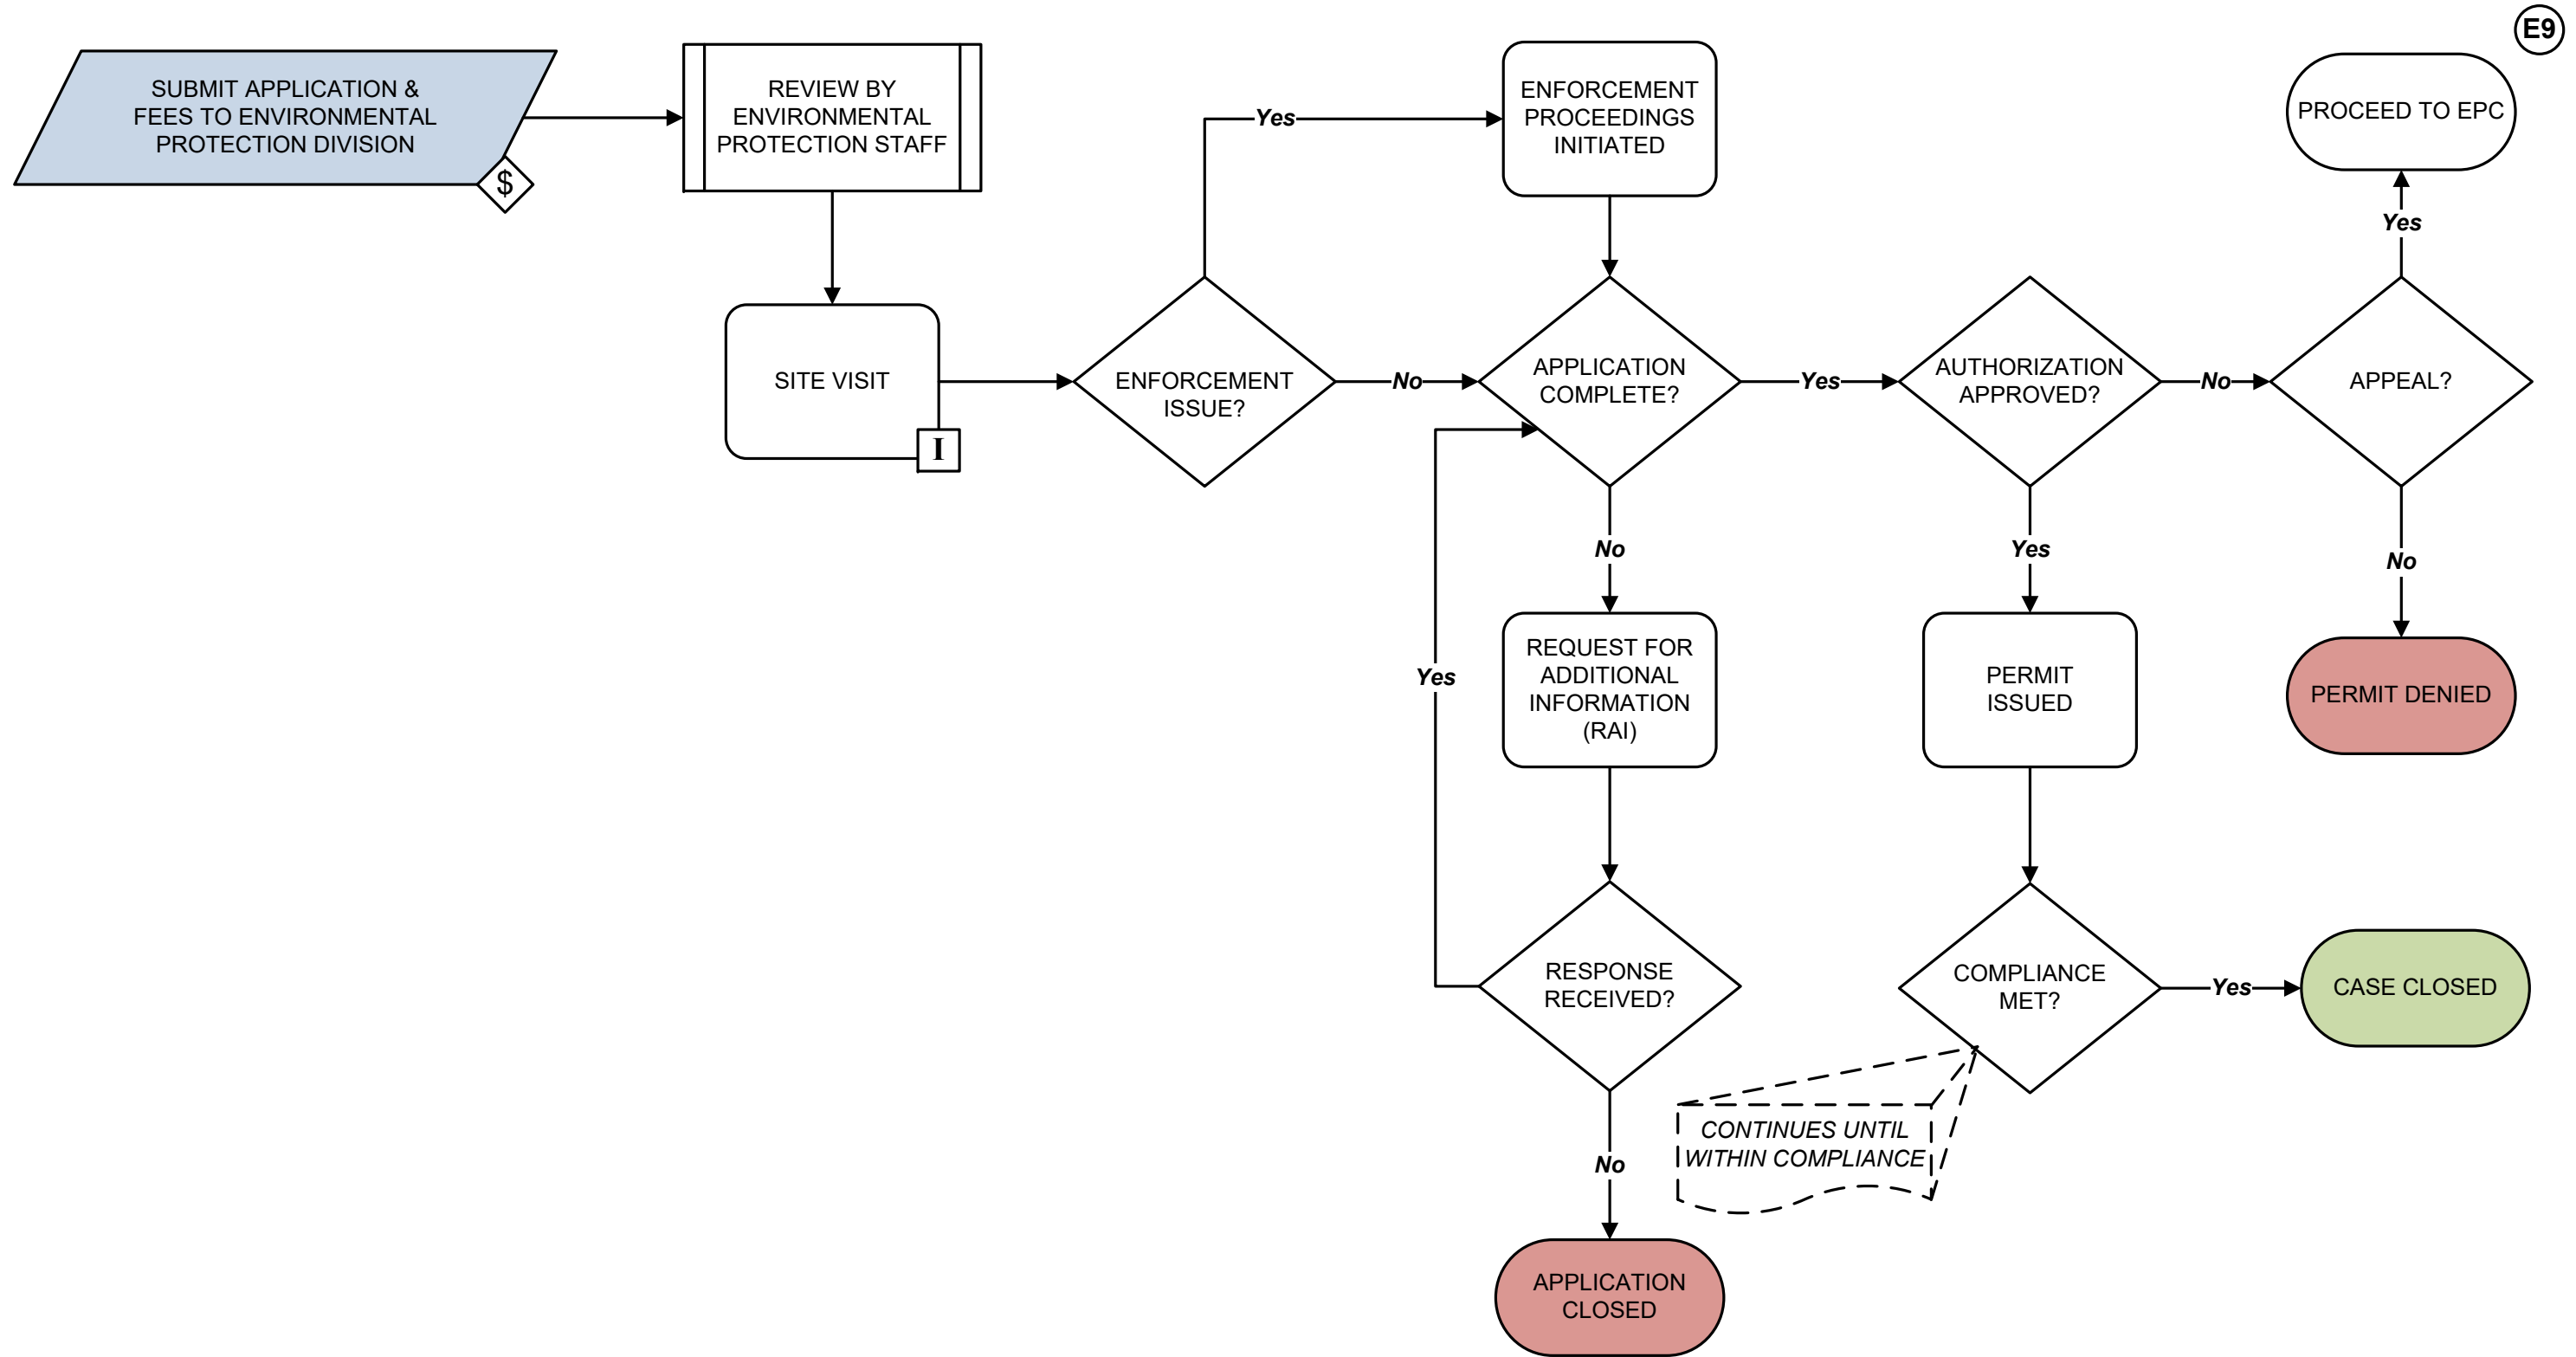 E9
SUBMIT APPLICATION &
FEES TO ENVIRONMENTAL
PROTECTION DIVISION
$
REVIEW BY
ENVIRONMENTAL
PROTECTION STAFF
Yes
ENFORCEMENT
PROCEEDINGS
INITIATED
PROCEED TO EPC
Yes
SITE VISIT
I
ENFORCEMENT
ISSUE?
No
APPLICATION
COMPLETE?
Yes
AUTHORIZATION
APPROVED?
No
APPEAL?
No
Yes
No
Yes
REQUEST FOR
ADDITIONAL
INFORMATION
(RAI)
PERMIT
ISSUED
PERMIT DENIED
RESPONSE
RECEIVED?
COMPLIANCE
MET?
Yes
CASE CLOSED
CONTINUES UNTIL
WITHIN COMPLIANCE
No
APPLICATION
CLOSED